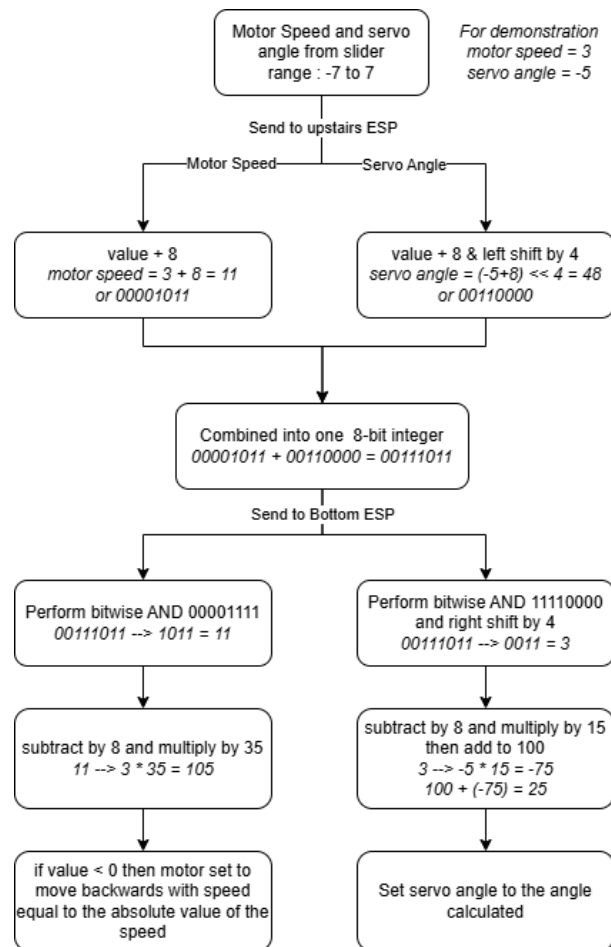 Motor Speed and servo
angle from slider
range : -7 to 7
For demonstration
motor speed = 3
servo angle = -5
Send to upstairs ESP
Motor Speed
Servo Angle
value + 8
motor speed = 3 + 8 = 11
or 00001011
value + 8 & left shift by 4
servo angle = (-5+8) << 4 = 48
or 00110000
Combined into one 8-bit integer
00001011 + 00110000 = 00111011
Send to Bottom ESP
Perform bitwise AND 00001111
00111011 --> 1011 = 11
Perform bitwise AND 11110000
and right shift by 4
00111011 --> 0011 = 3
subtract by 8 and multiply by 35
11 --> 3 * 35 = 105
subtract by 8 and multiply by 15
then add to 100
3 --> -5 * 15 = -75
100 + (-75) = 25
if value < 0 then motor set to
move backwards with speed
equal to the absolute value of the
speed
Set servo angle to the angle
calculated